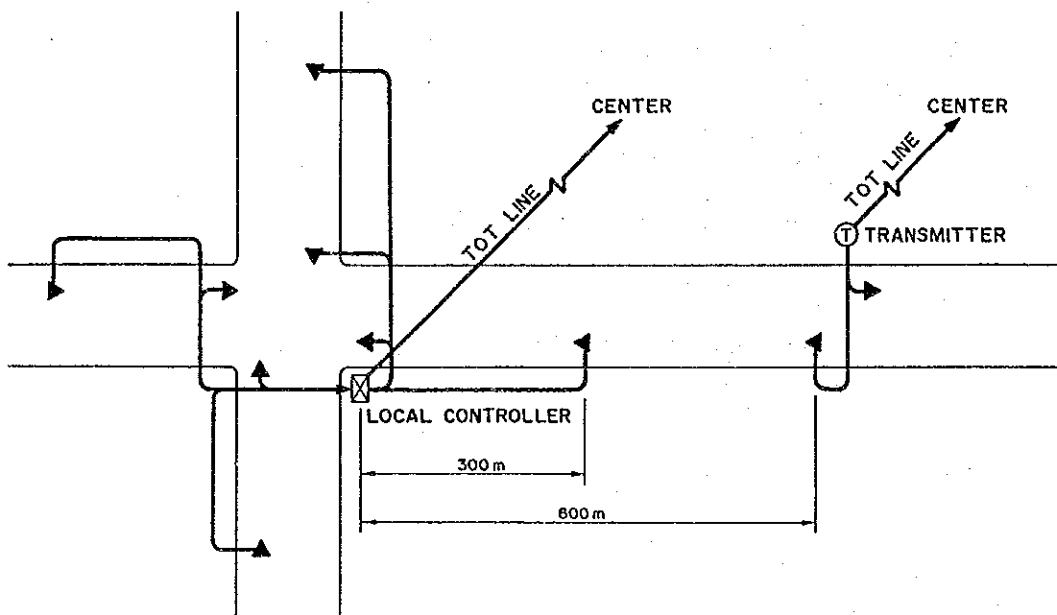 CENTER
CENTER
TOT LINE
TOT LINE
T
TRANSMITTER
LOCAL CONTROLLER
300 m
600 m